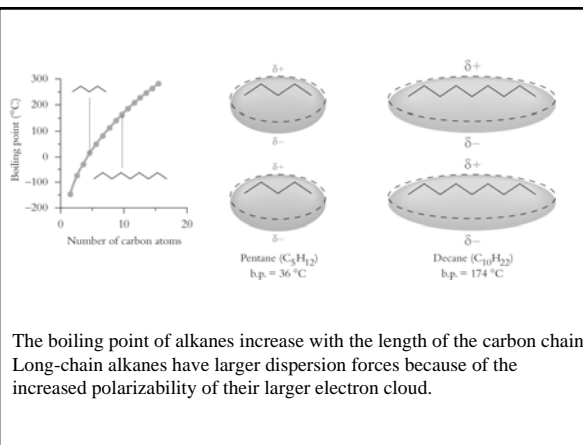 300
200
100
0
−100
−200
Boiling point (°C)
0 10 20
Number of carbon atoms
δ+
δ−
δ+
δ−
Pentane (C5H12)
b.p. = 36 °C
δ+
δ−
δ+
δ−
Decane (C10H22)
b.p. = 174 °C
The boiling point of alkanes increase with the length of the carbon chain
Long-chain alkanes have larger dispersion forces because of the
increased polarizability of their larger electron cloud.